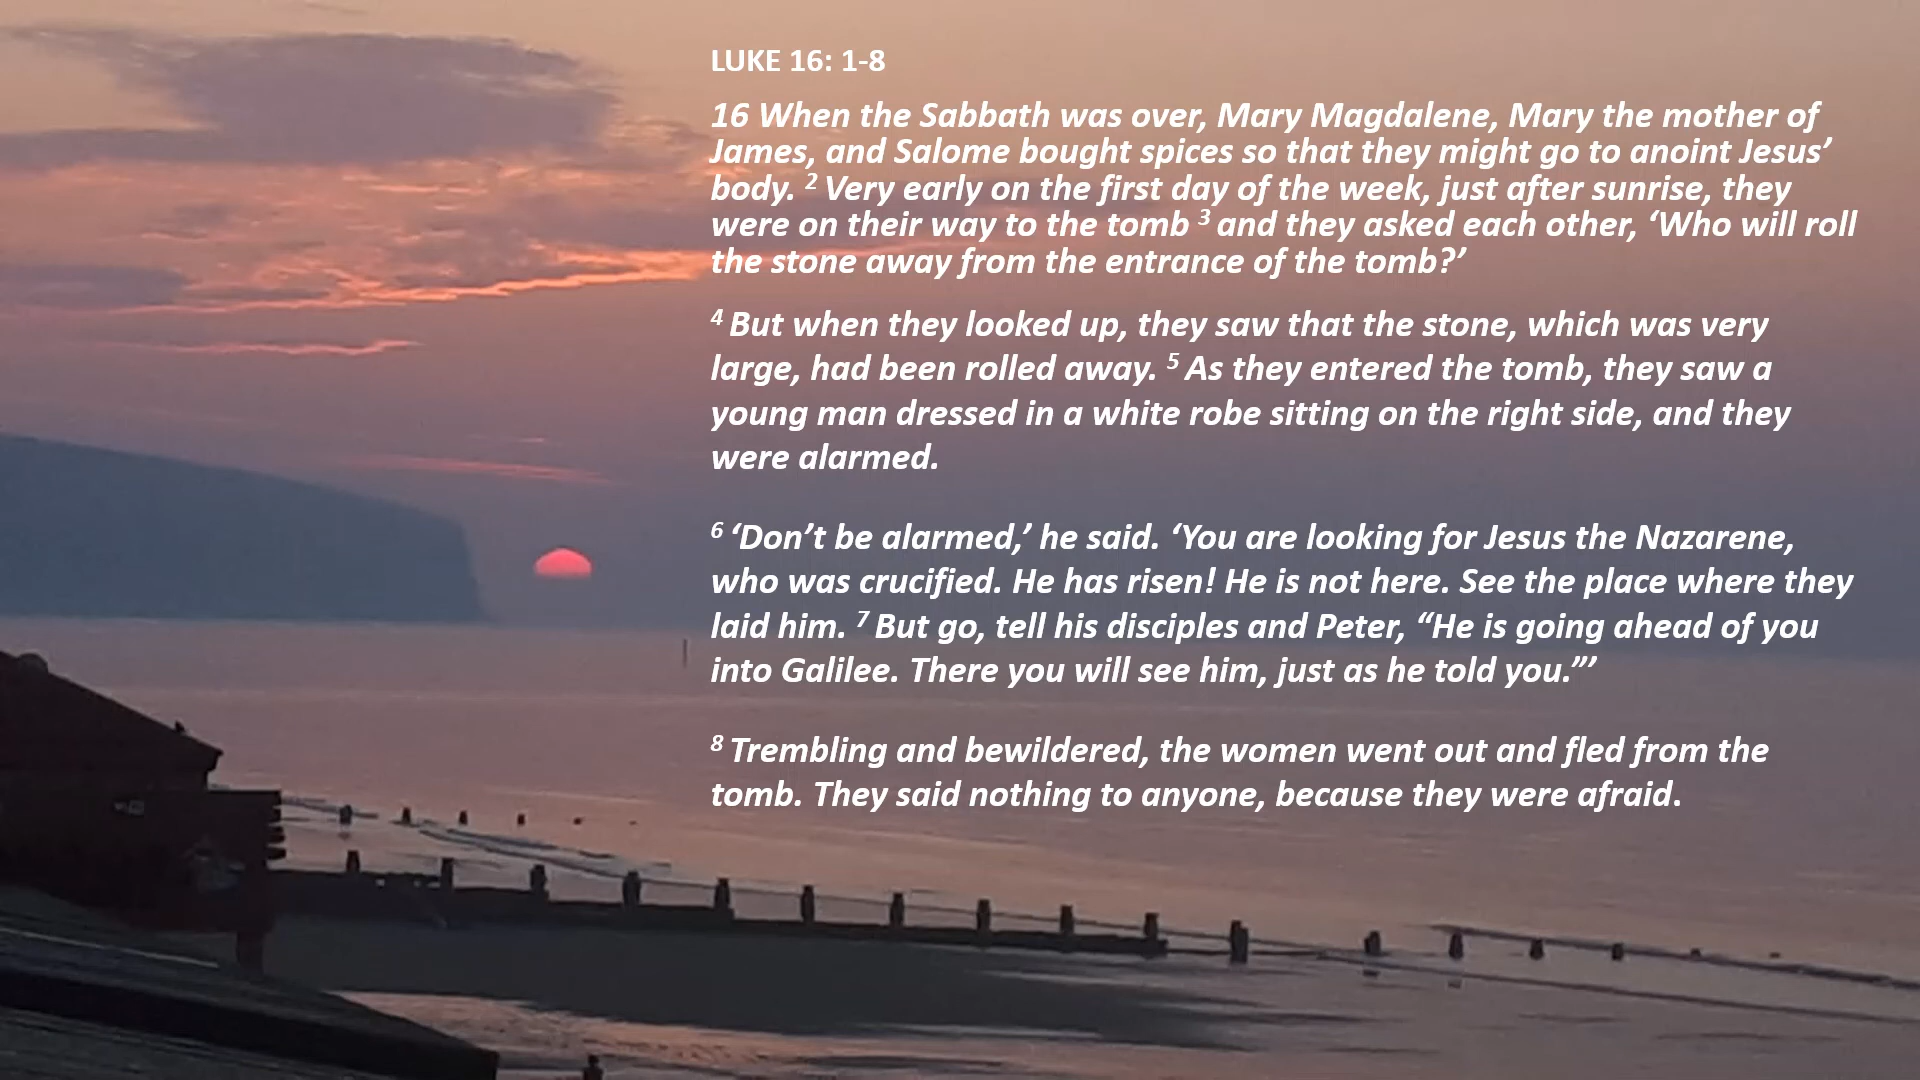 LUKE 16: 1-8
16 When the Sabbath was over, Mary Magdalene, Mary the mother of
James, and Salome bought spices so that they might go to anoint Jesus’
body. 2 Very early on the first day of the week, just after sunrise, they
were on their way to the tomb 3 and they asked each other, ‘Who will roll
the stone away from the entrance of the tomb?’
4 But when they looked up, they saw that the stone, which was very
large, had been rolled away. 5 As they entered the tomb, they saw a
young man dressed in a white robe sitting on the right side, and they
were alarmed.
6 ‘Don’t be alarmed,’ he said. ‘You are looking for Jesus the Nazarene,
who was crucified. He has risen! He is not here. See the place where they
laid him. 7 But go, tell his disciples and Peter, “He is going ahead of you
into Galilee. There you will see him, just as he told you.”’
8 Trembling and bewildered, the women went out and fled from the
tomb. They said nothing to anyone, because they were afraid.